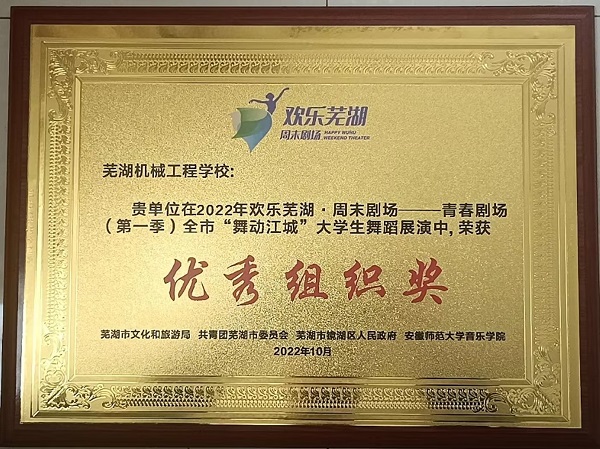 欢乐芜湖
周末剧场 HAPPY WUHU
WEEKEND THEATER
芜湖机械工程学校:
贵单位在2022年欢乐芜湖·周末剧场———青春剧场
(第一季)全市“舞动江城”大学生舞蹈展演中,荣获
优秀组织奖
芜湖市文化和旅游局 共青团芜湖市委员会 芜湖市镜湖区人民政府 安徽师范大学音乐学院
2022年10月